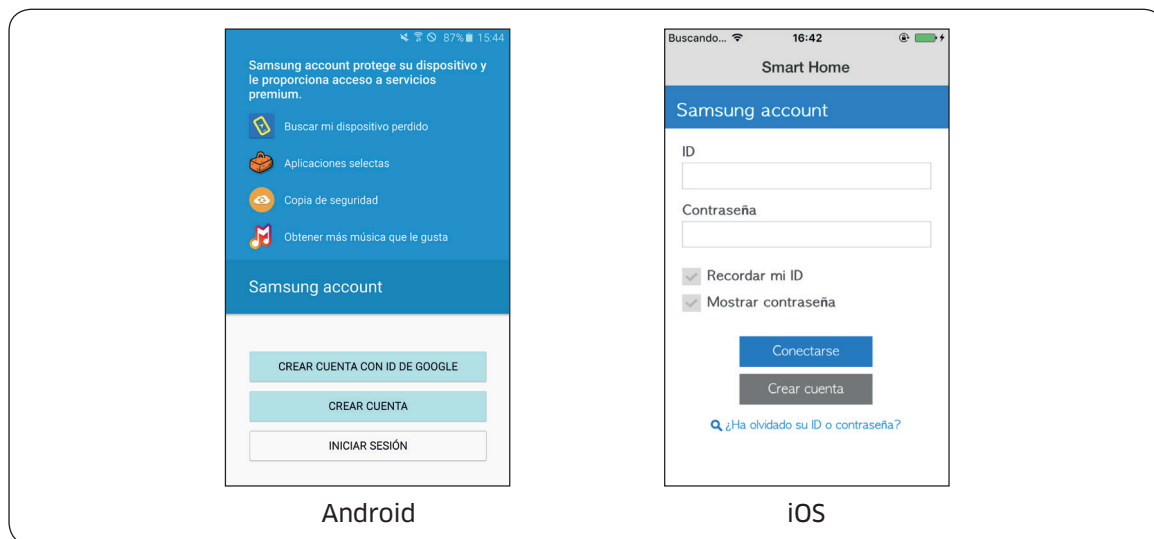 87% 15:44
Samsung account protege su dispositivo y
le proporciona acceso a servicios
premium.
Buscar mi dispositivo perdido
Aplicaciones selectas
Copia de seguridad
Obtener más música que le gusta
Samsung account
CREAR CUENTA CON ID DE GOOGLE
CREAR CUENTA
INICIAR SESIÓN
Android
Buscando... 16:42
Smart Home
Samsung account
ID
Contraseña
Recordar mi ID
Mostrar contraseña
Conectarse
Crear cuenta
¿Ha olvidado su ID o contraseña?
iOS